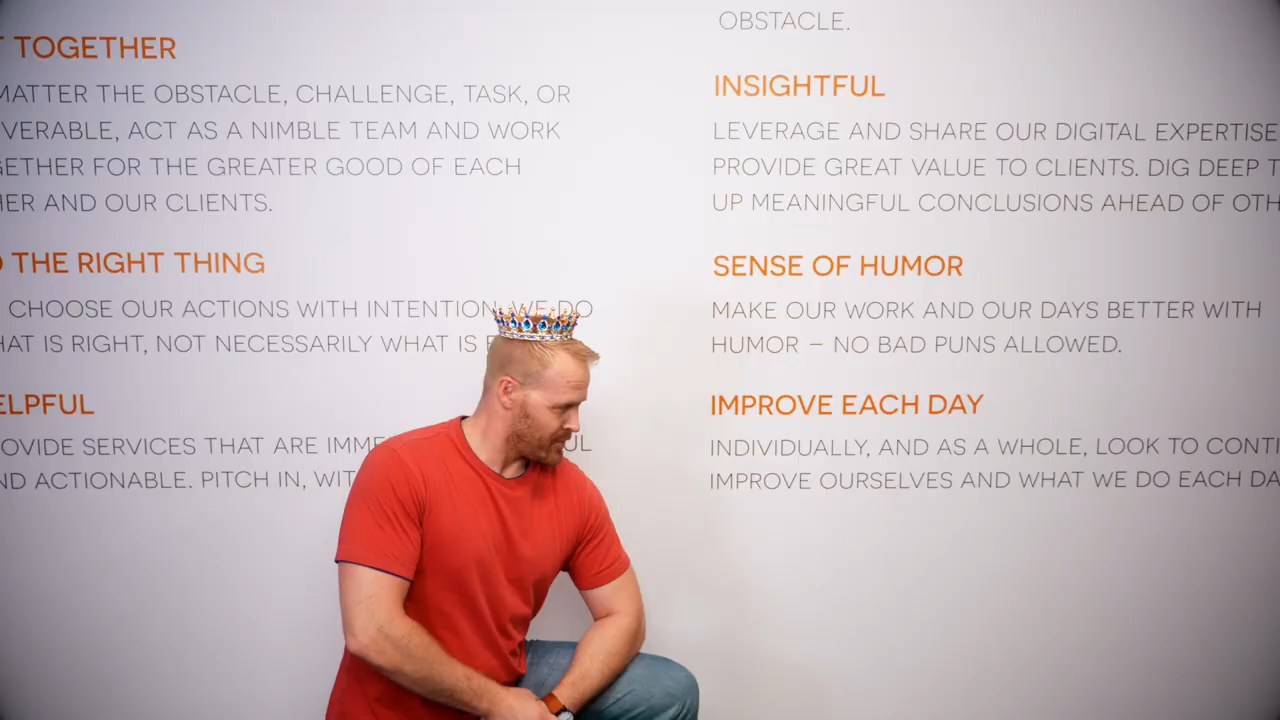 TOGETHER
MATTER THE OBSTACLE, CHALLENGE, TASK, OR
VERABLE, ACT AS A NIMBLE TEAM AND WORK
GETHER FOR THE GREATER GOOD OF EACH
HER AND OUR CLIENTS.
THE RIGHT THING
CHOOSE OUR ACTIONS WITH INTENTION. WE DO
HAT IS RIGHT, NOT NECESSARILY WHAT IS
ELPFUL
OVIDE SERVICES THAT ARE IMME
UL
ND ACTIONABLE. PITCH IN, WIT
OBSTACLE.
INSIGHTFUL
LEVERAGE AND SHARE OUR DIGITAL EXPERTISE
PROVIDE GREAT VALUE TO CLIENTS. DIG DEEP T
UP MEANINGFUL CONCLUSIONS AHEAD OF OTH
SENSE OF HUMOR
MAKE OUR WORK AND OUR DAYS BETTER WITH
HUMOR – NO BAD PUNS ALLOWED.
IMPROVE EACH DAY
INDIVIDUALLY, AND AS A WHOLE, LOOK TO CONTI
IMPROVE OURSELVES AND WHAT WE DO EACH DA